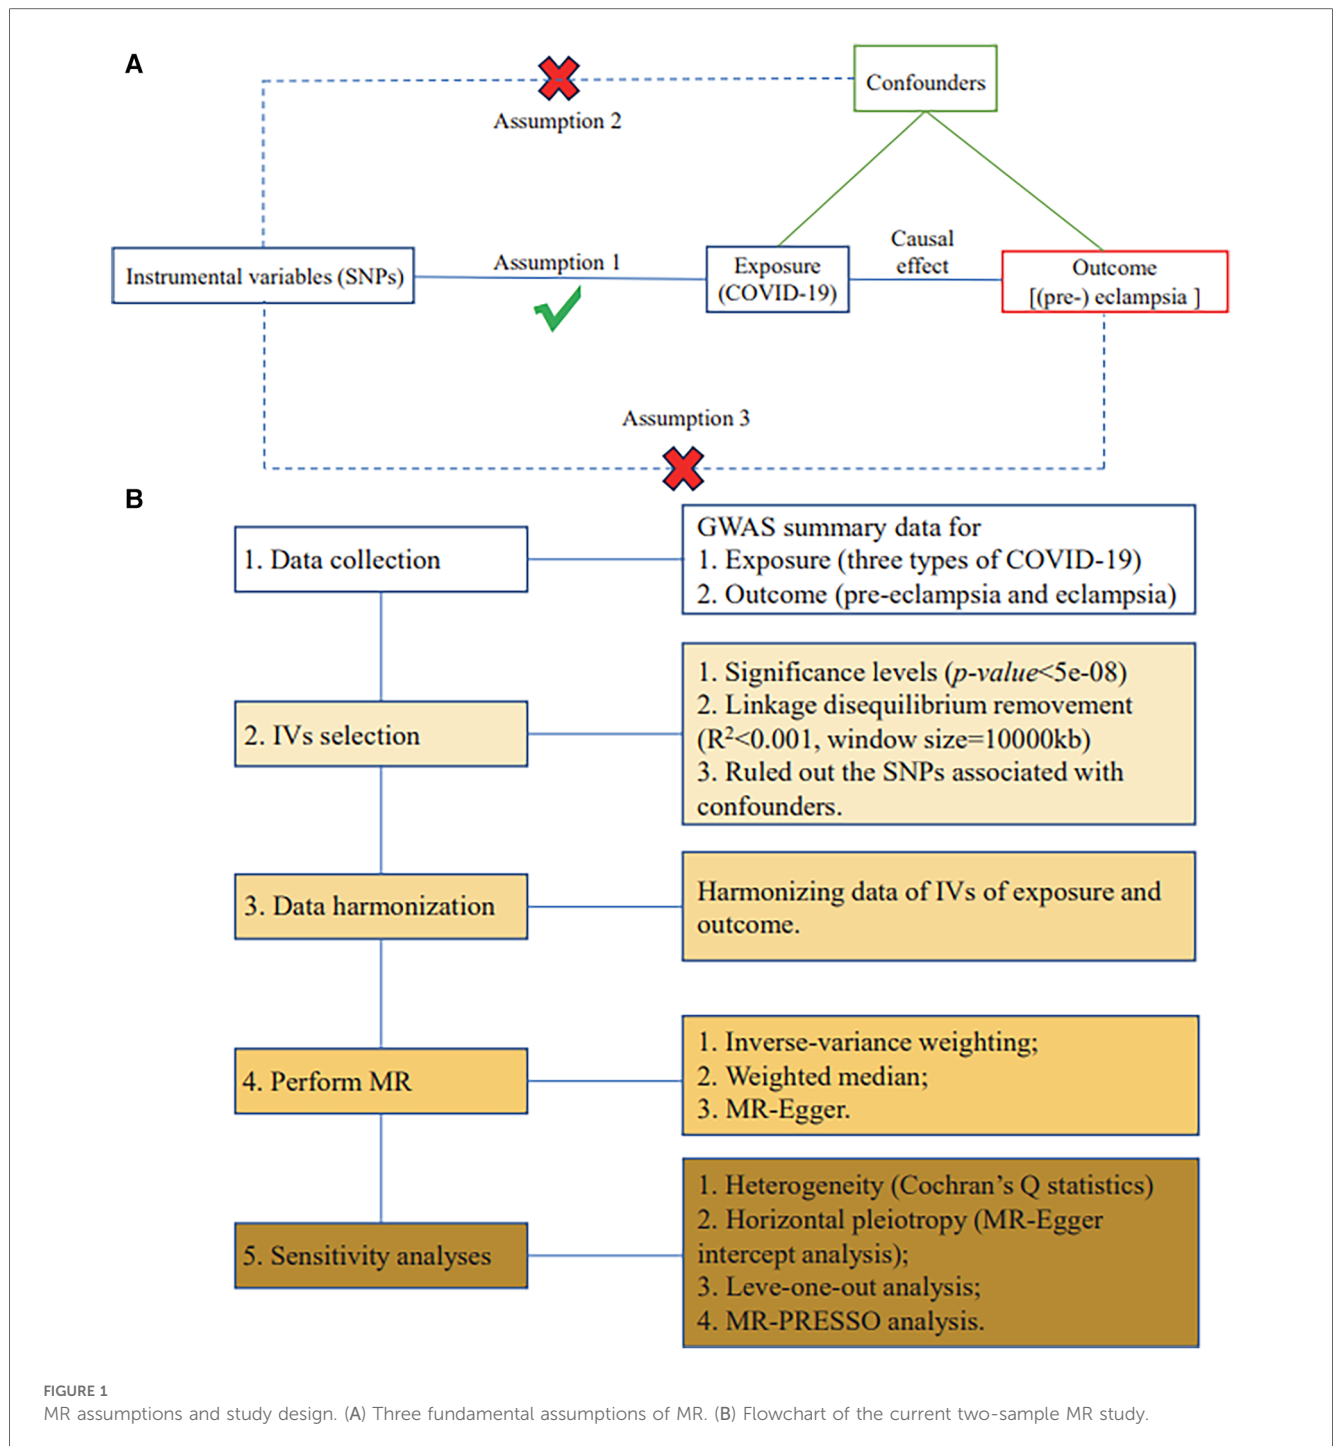 A
Confounders
Assumption 2
Instrumental variables (SNPs)
Assumption 1
Exposure
(COVID-19)
Causal
effect
Outcome
[(pre-) eclampsia ]
Assumption 3
B
1. Data collection
GWAS summary data for
1. Exposure (three types of COVID-19)
2. Outcome (pre-eclampsia and eclampsia)
2. IVs selection
1. Significance levels (p-value<5e-08)
2. Linkage disequilibrium removement
(R²<0.001, window size=10000kb)
3. Ruled out the SNPs associated with
confounders.
3. Data harmonization
Harmonizing data of IVs of exposure and
outcome.
4. Perform MR
1. Inverse-variance weighting;
2. Weighted median;
3. MR-Egger.
5. Sensitivity analyses
1. Heterogeneity (Cochran’s Q statistics)
2. Horizontal pleiotropy (MR-Egger
intercept analysis);
3. Leve-one-out analysis;
4. MR-PRESSO analysis.
FIGURE 1
MR assumptions and study design. (A) Three fundamental assumptions of MR. (B) Flowchart of the current two-sample MR study.